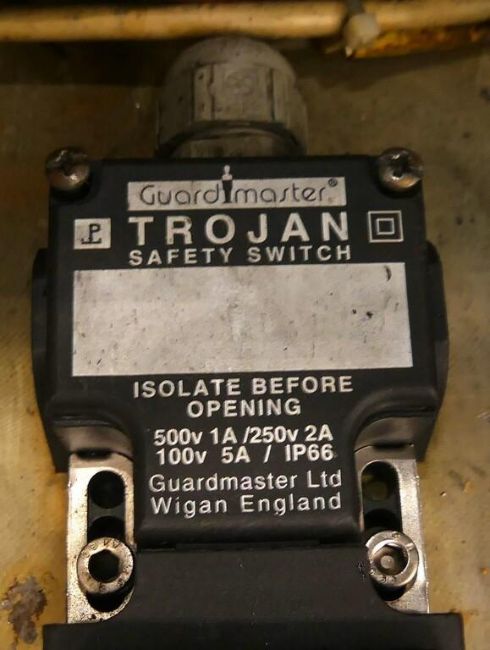 Guardmaster®
TROJAN
SAFETY SWITCH
ISOLATE BEFORE
OPENING
500v 1A /250v 2A
100v 5A / IP66
Guardmaster Ltd
Wigan England